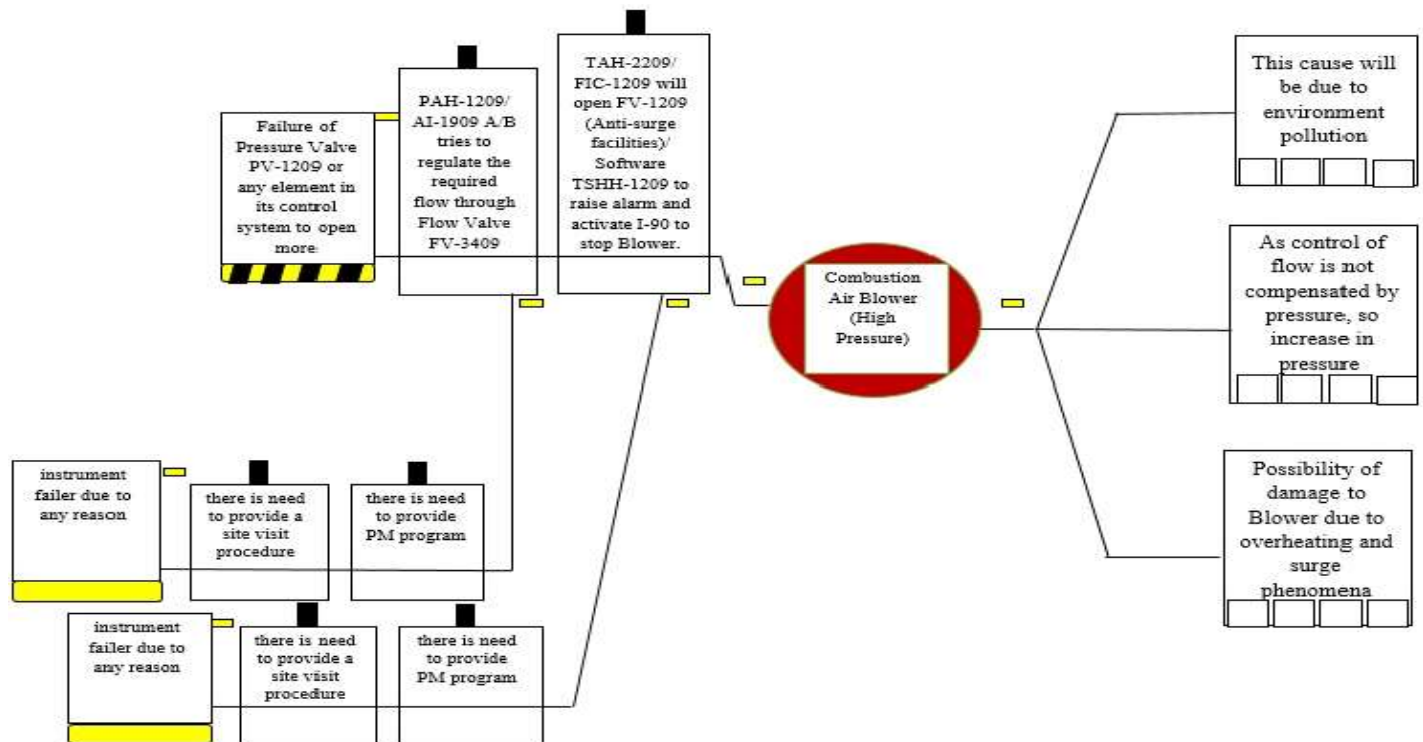 Failure of
Pressure Valve
PV-1209 or
any element in
its control
system to open
more.
PAH-1209/
AI-1909 A/B
tries to
regulate the
required
flow through
Flow Valve
FV-3409
TAH-2209/
FIC-1209 will
open FV-1209
(Anti-surge
facilities)/
Software
TSHH-1209 to
raise alarm and
activate I-90 to
stop Blower.
Combustion
Air Blower
(High
Pressure)
This cause will
be due to
environment
pollution
As control of
flow is not
compensated by
pressure, so
increase in
pressure
Possibility of
damage to
Blower due to
overheating and
surge
phenomena
instrument
failer due to
any reason
there is need
to provide a
site visit
procedure
there is need
to provide
PM program
instrument
failer due to
any reason
there is need
to provide a
site visit
procedure
there is need
to provide
PM program